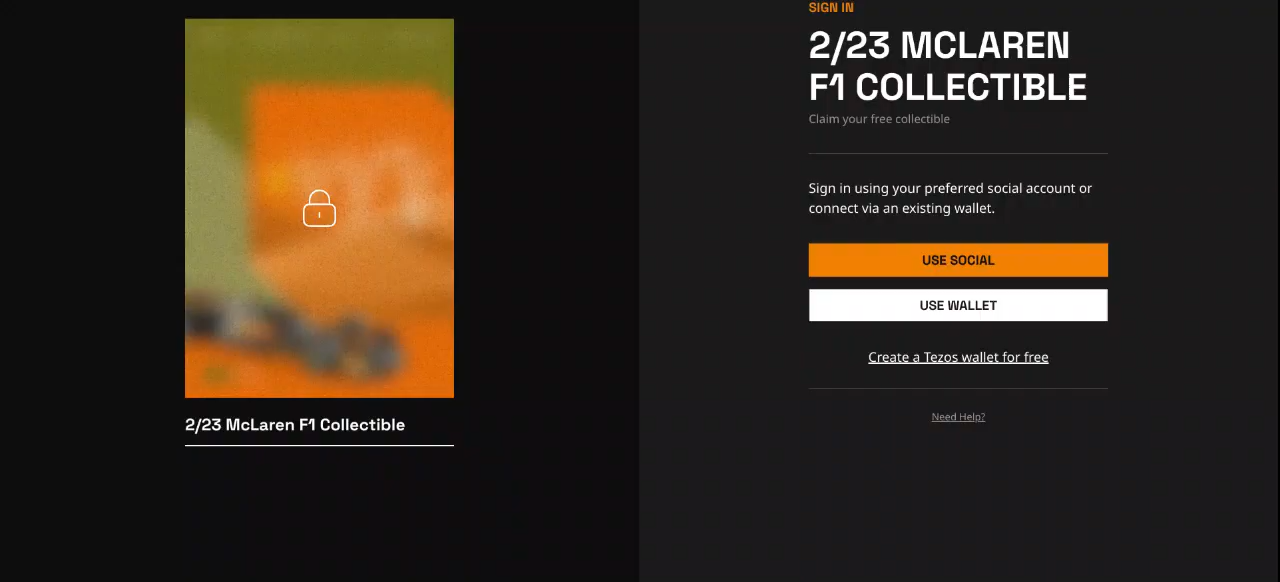 2/23 McLaren F1 Collectible
SIGN IN
2/23 MCLAREN
F1 COLLECTIBLE
Claim your free collectible
Sign in using your preferred social account or
connect via an existing wallet.
USE SOCIAL
USE WALLET
Create a Tezos wallet for free
Need Help?